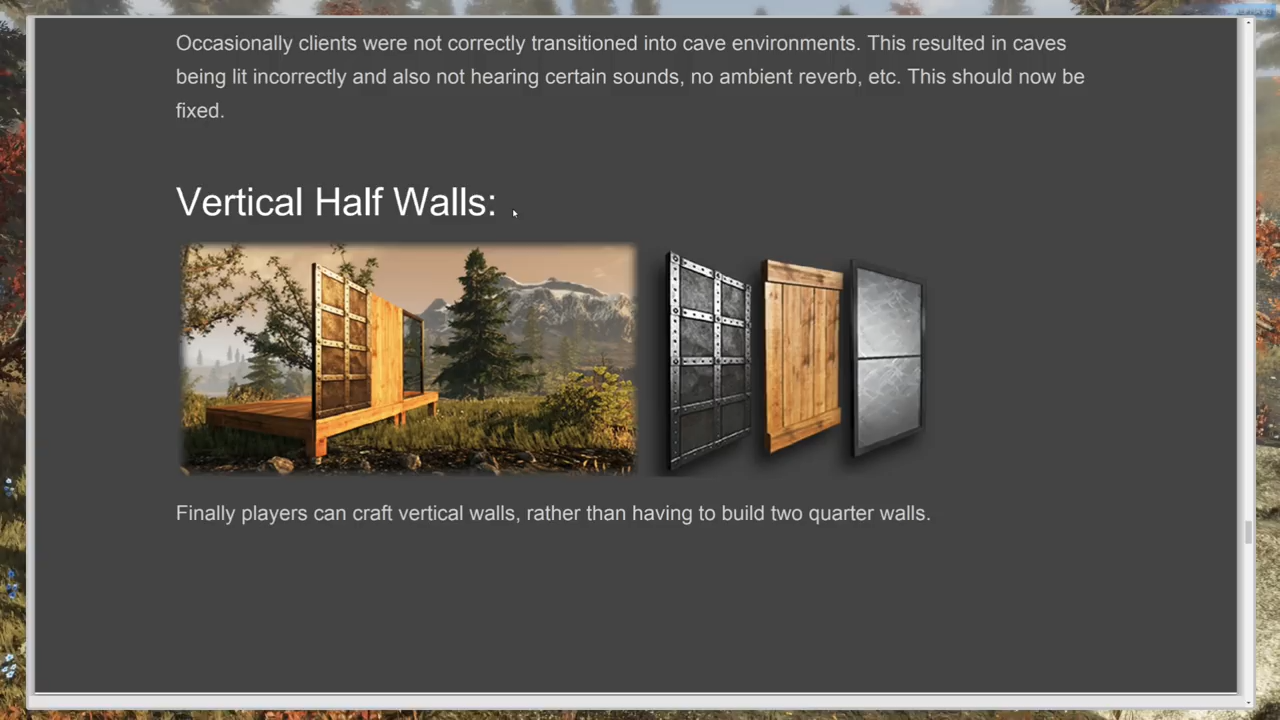 Occasionally clients were not correctly transitioned into cave environments. This resulted in caves
being lit incorrectly and also not hearing certain sounds, no ambient reverb, etc. This should now be
fixed.
Vertical Half Walls:
Finally players can craft vertical walls, rather than having to build two quarter walls.